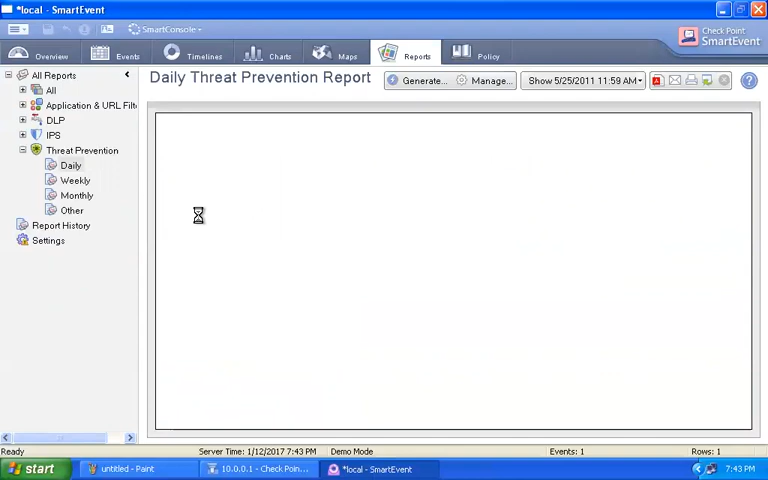 *local - SmartEvent
SmartConsole
Check Point
SmartEvent
Overview
Events
Timelines
Charts
Maps
Reports
Policy
All Reports
All
Application & URL Filt
DLP
IPS
Threat Prevention
Daily
Weekly
Monthly
Other
Report History
Settings
Daily Threat Prevention Report
Generate...
Manage...
Show 5/25/2011 11:59 AM
Ready
Server Time: 1/12/2017 7:43 PM
Demo Mode
Events: 1
Rows: 1
start
untitled - Paint
10.0.0.1 - Check Poin...
*local - SmartEvent
7:43 PM